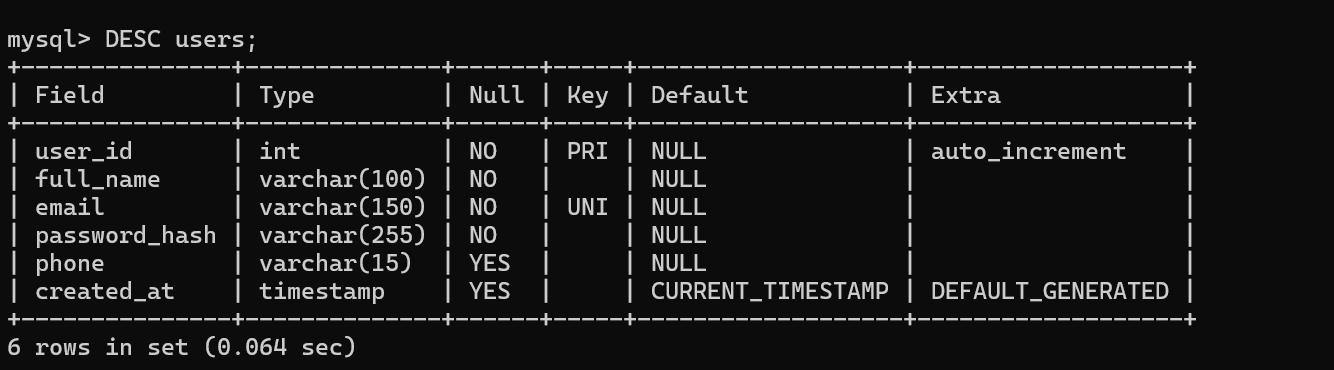 mysql> DESC users;
+---------------+--------------+------+-----+-------------------+-------------------+
| Field         | Type         | Null | Key | Default           | Extra             |
+---------------+--------------+------+-----+-------------------+-------------------+
| user_id       | int          | NO   | PRI | NULL              | auto_increment    |
| full_name     | varchar(100) | NO   |     | NULL              |                   |
| email         | varchar(150) | NO   | UNI | NULL              |                   |
| password_hash | varchar(255) | NO   |     | NULL              |                   |
| phone         | varchar(15)  | YES  |     | NULL              |                   |
| created_at    | timestamp    | YES  |     | CURRENT_TIMESTAMP | DEFAULT_GENERATED |
+---------------+--------------+------+-----+-------------------+-------------------+
6 rows in set (0.064 sec)